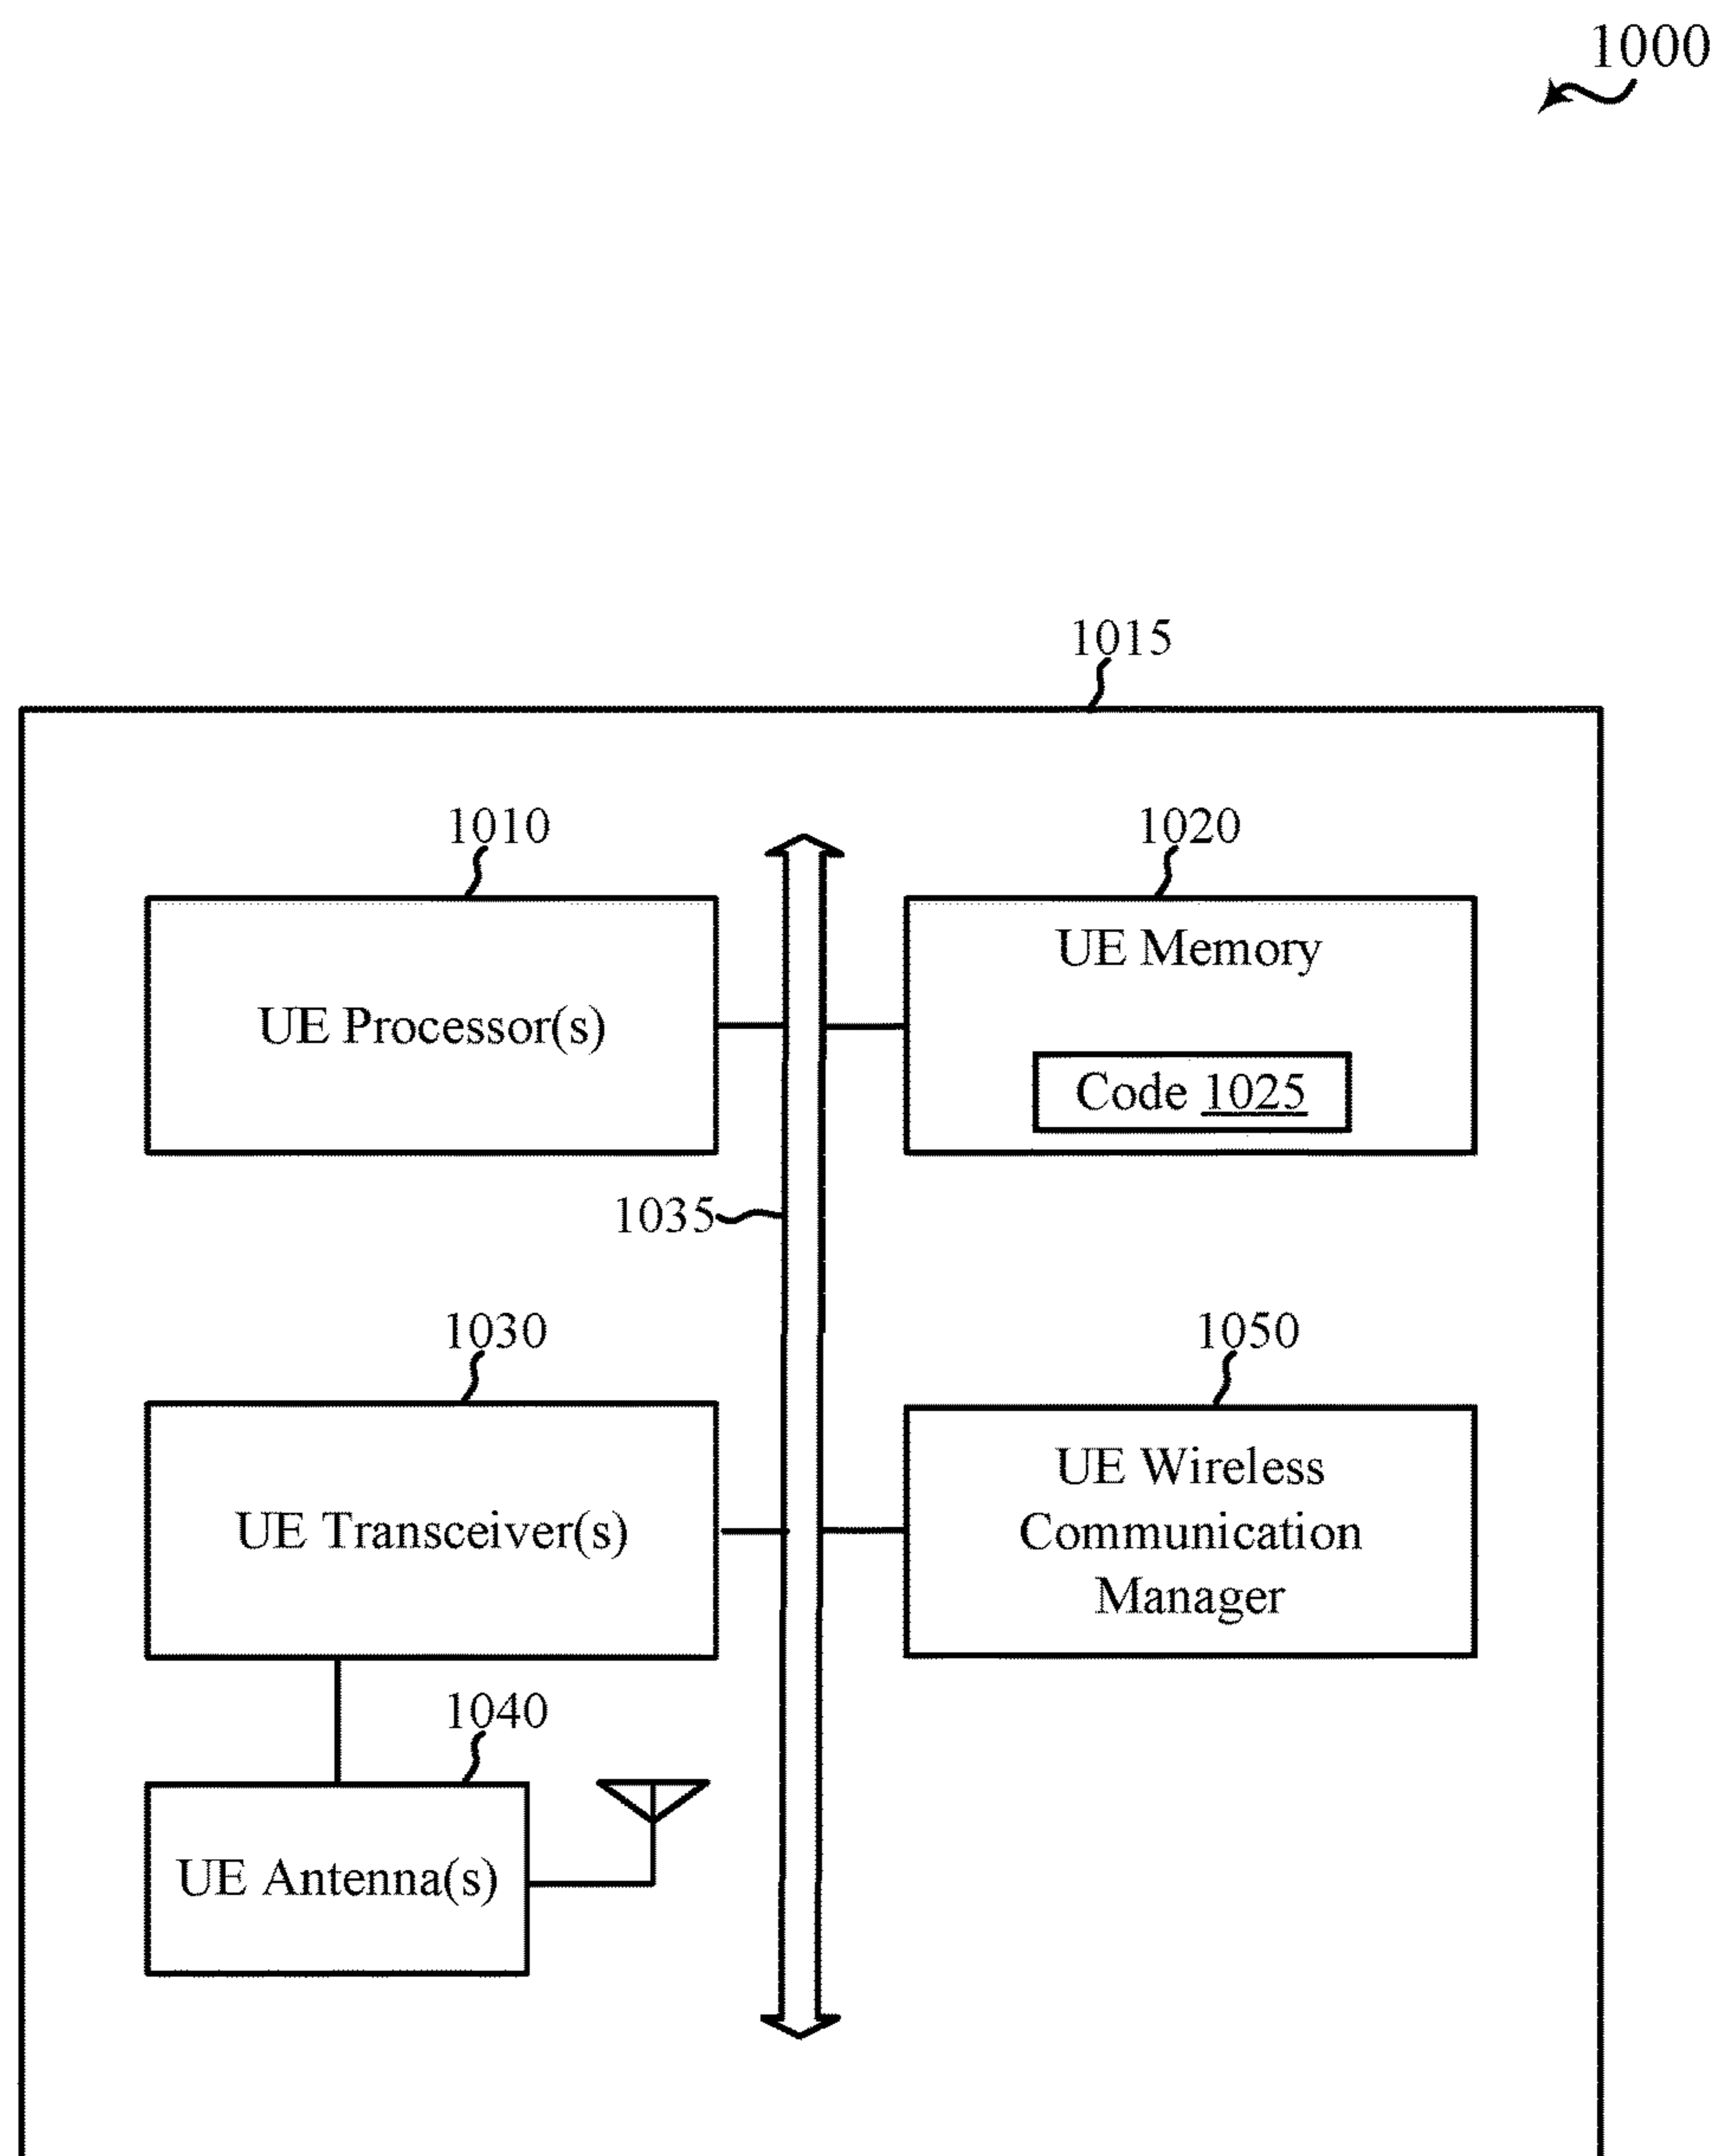 1000
1015
1010
1020
UE Processor(s)
UE Memory
Code 1025
1035
1030
1050
UE Transceiver(s)
UE Wireless
Communication
Manager
1040
UE Antenna(s)